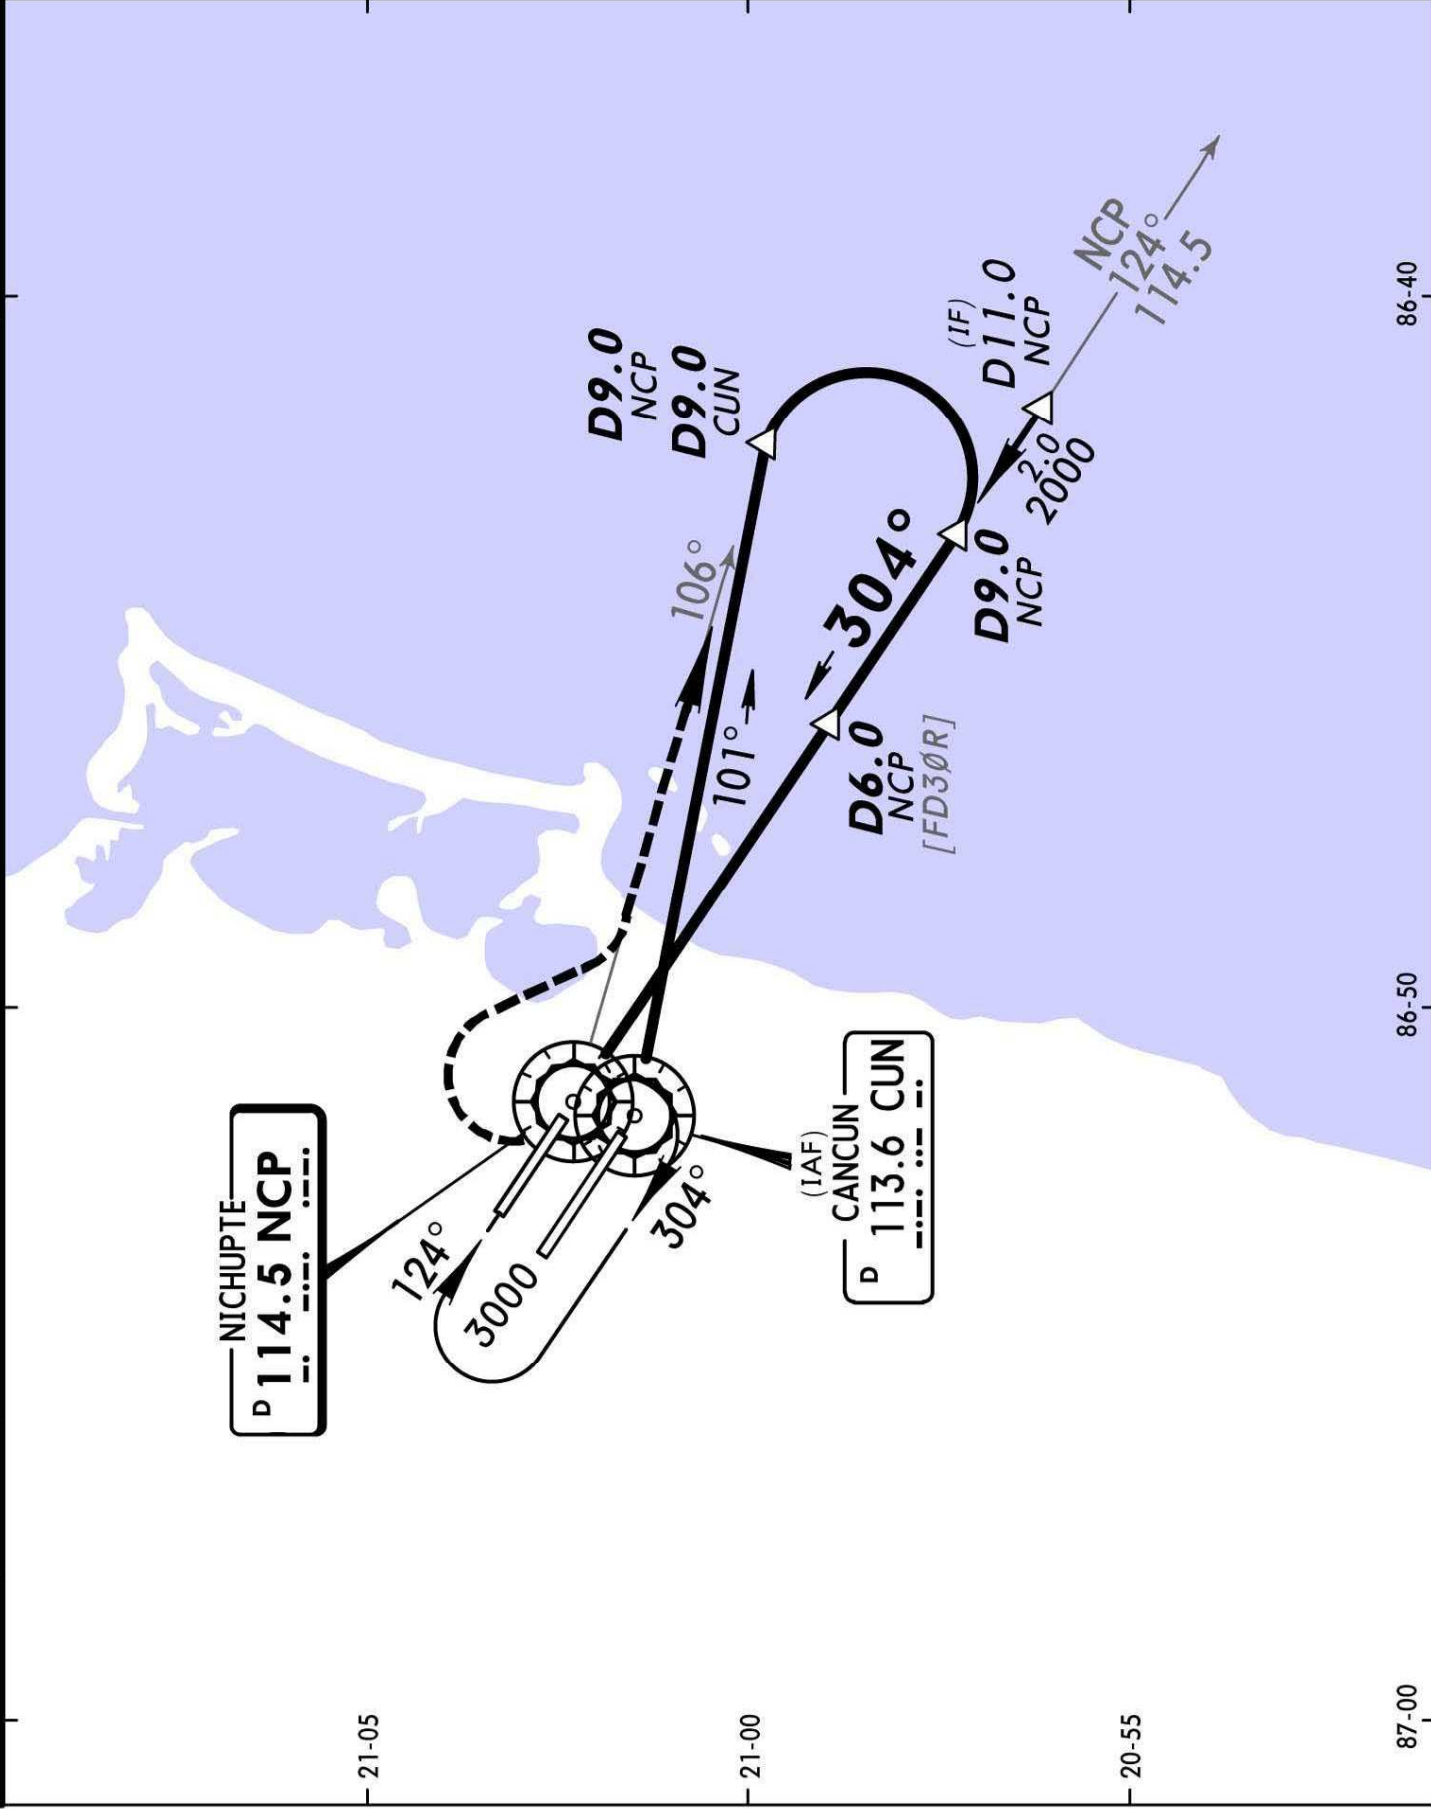 NICHUPTE
D 114.5 NCP
124°
3000
304°
(IAF)
CANCUN
D 113.6 CUN
D9.0
NCP
D9.0
CUN
106°
101°
304°
D6.0
NCP
[FD3ØR]
D9.0
NCP
(IF)
D11.0
NCP
2.0
2000
NCP
124°
114.5
21-05
21-00
20-55
87-00
86-50
86-40